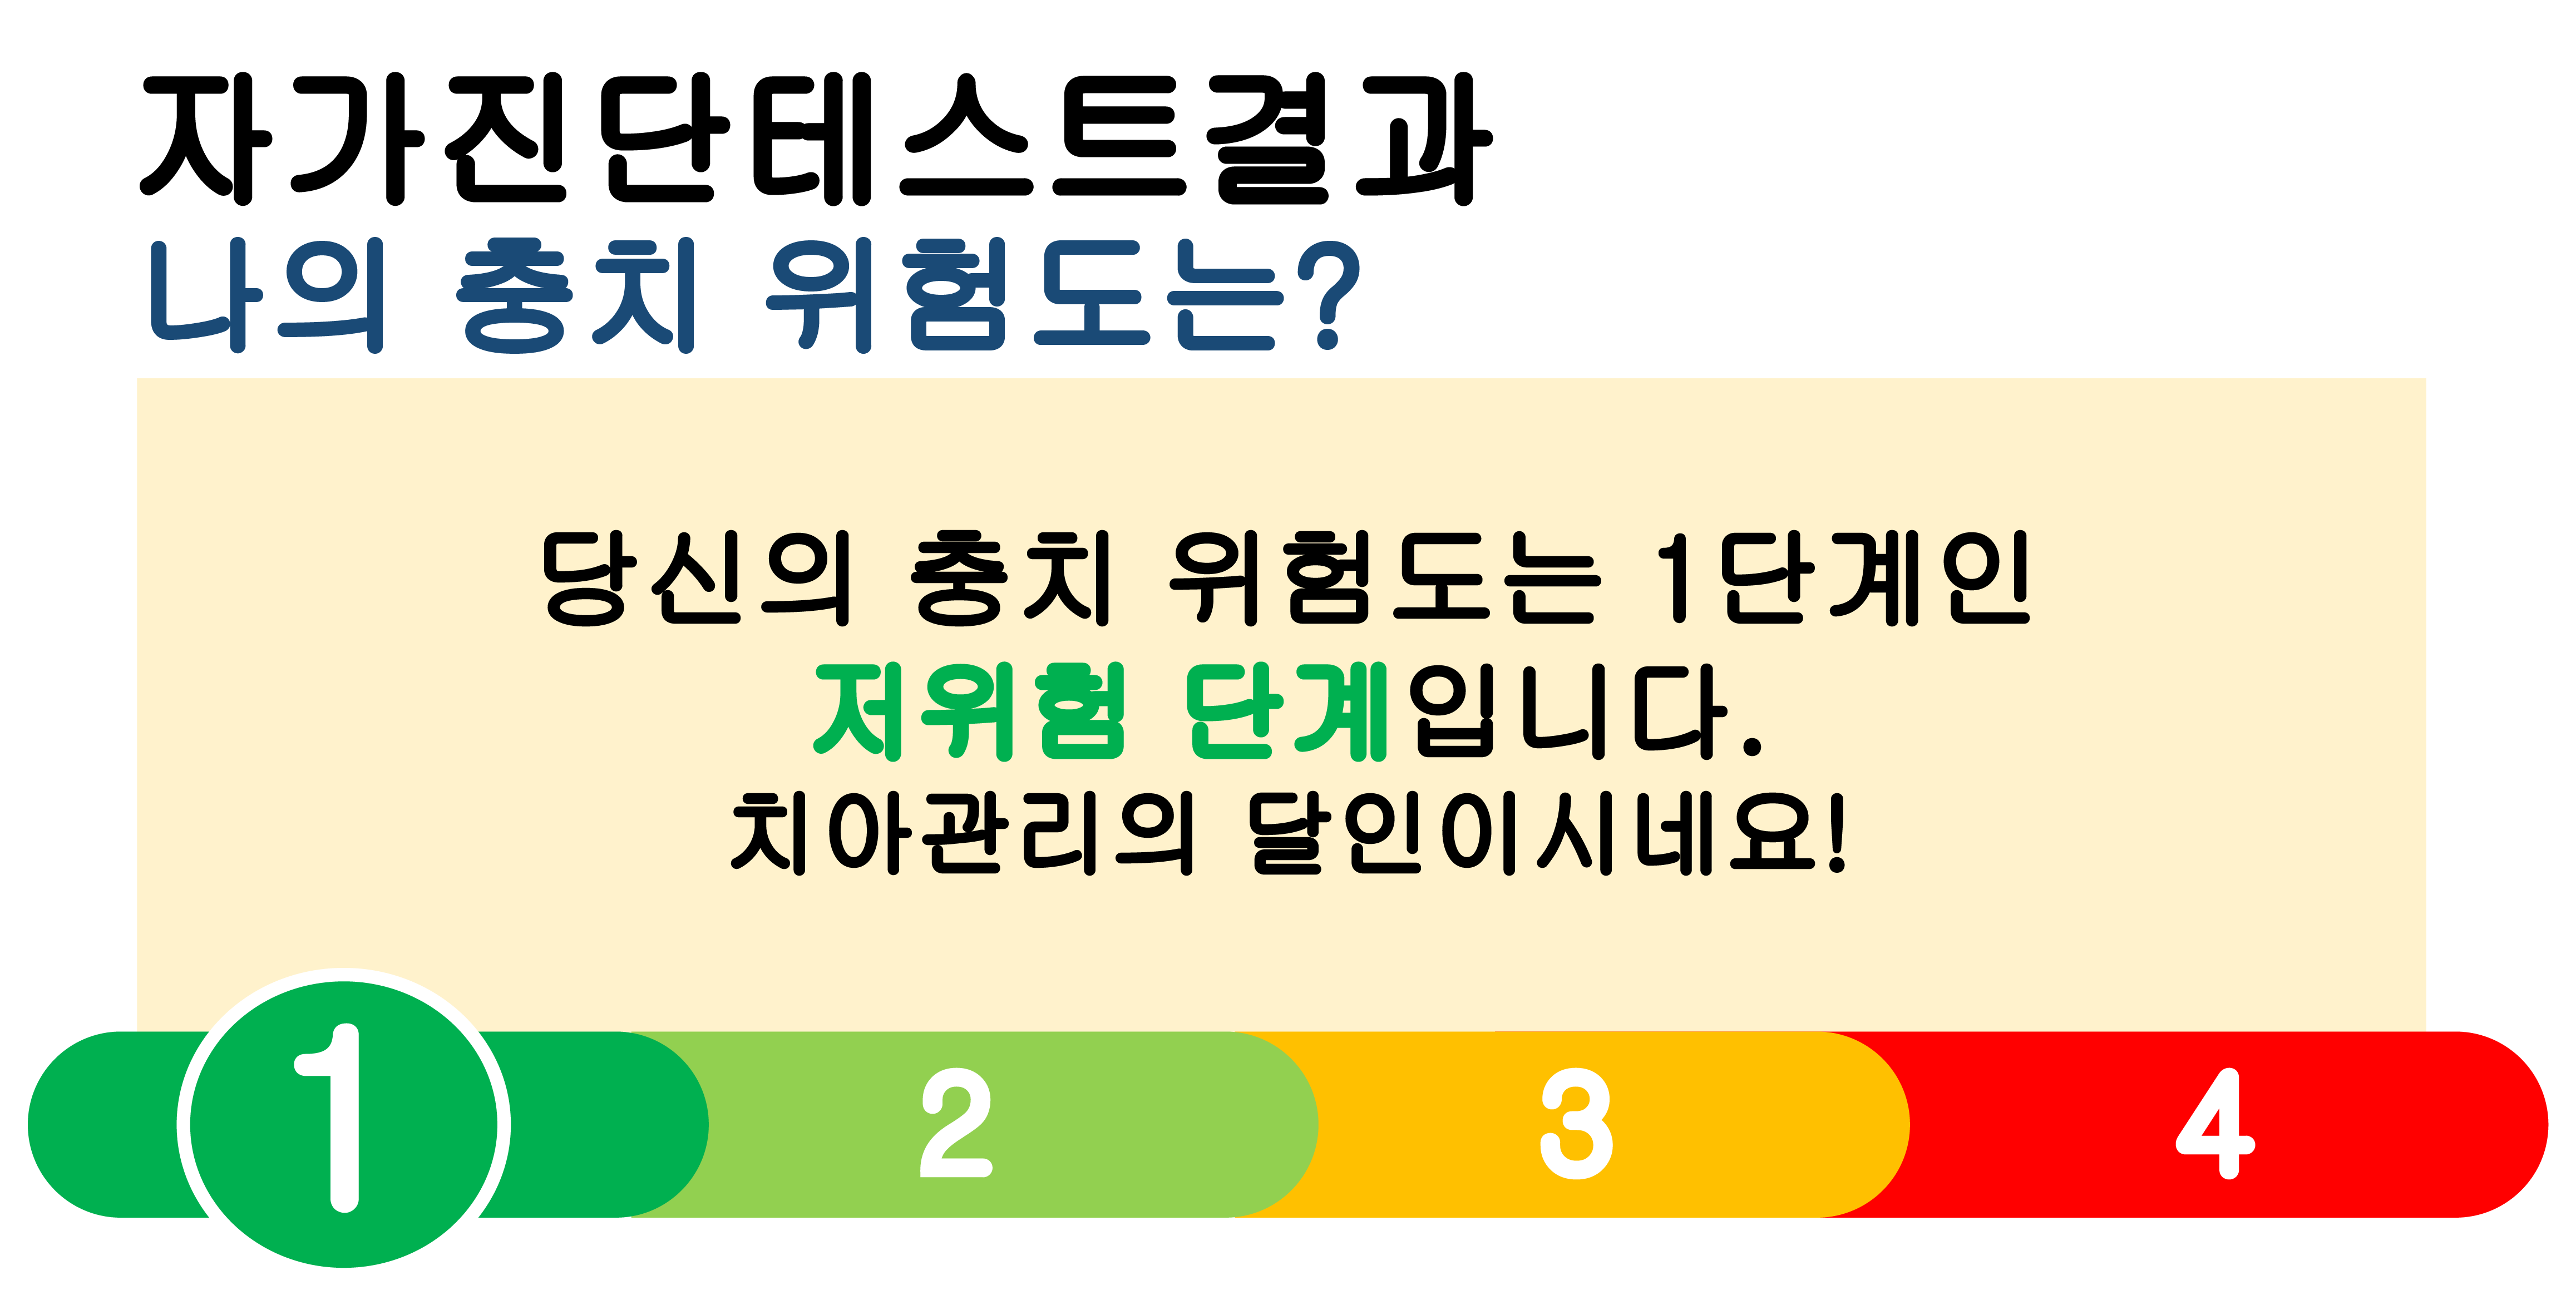 자가진단테스트결과
나의 충치 위험도는?
당신의 충치 위험도는 1단계인
저위험 단계입니다.
치아관리의 달인이시네요!
1 2 3 4